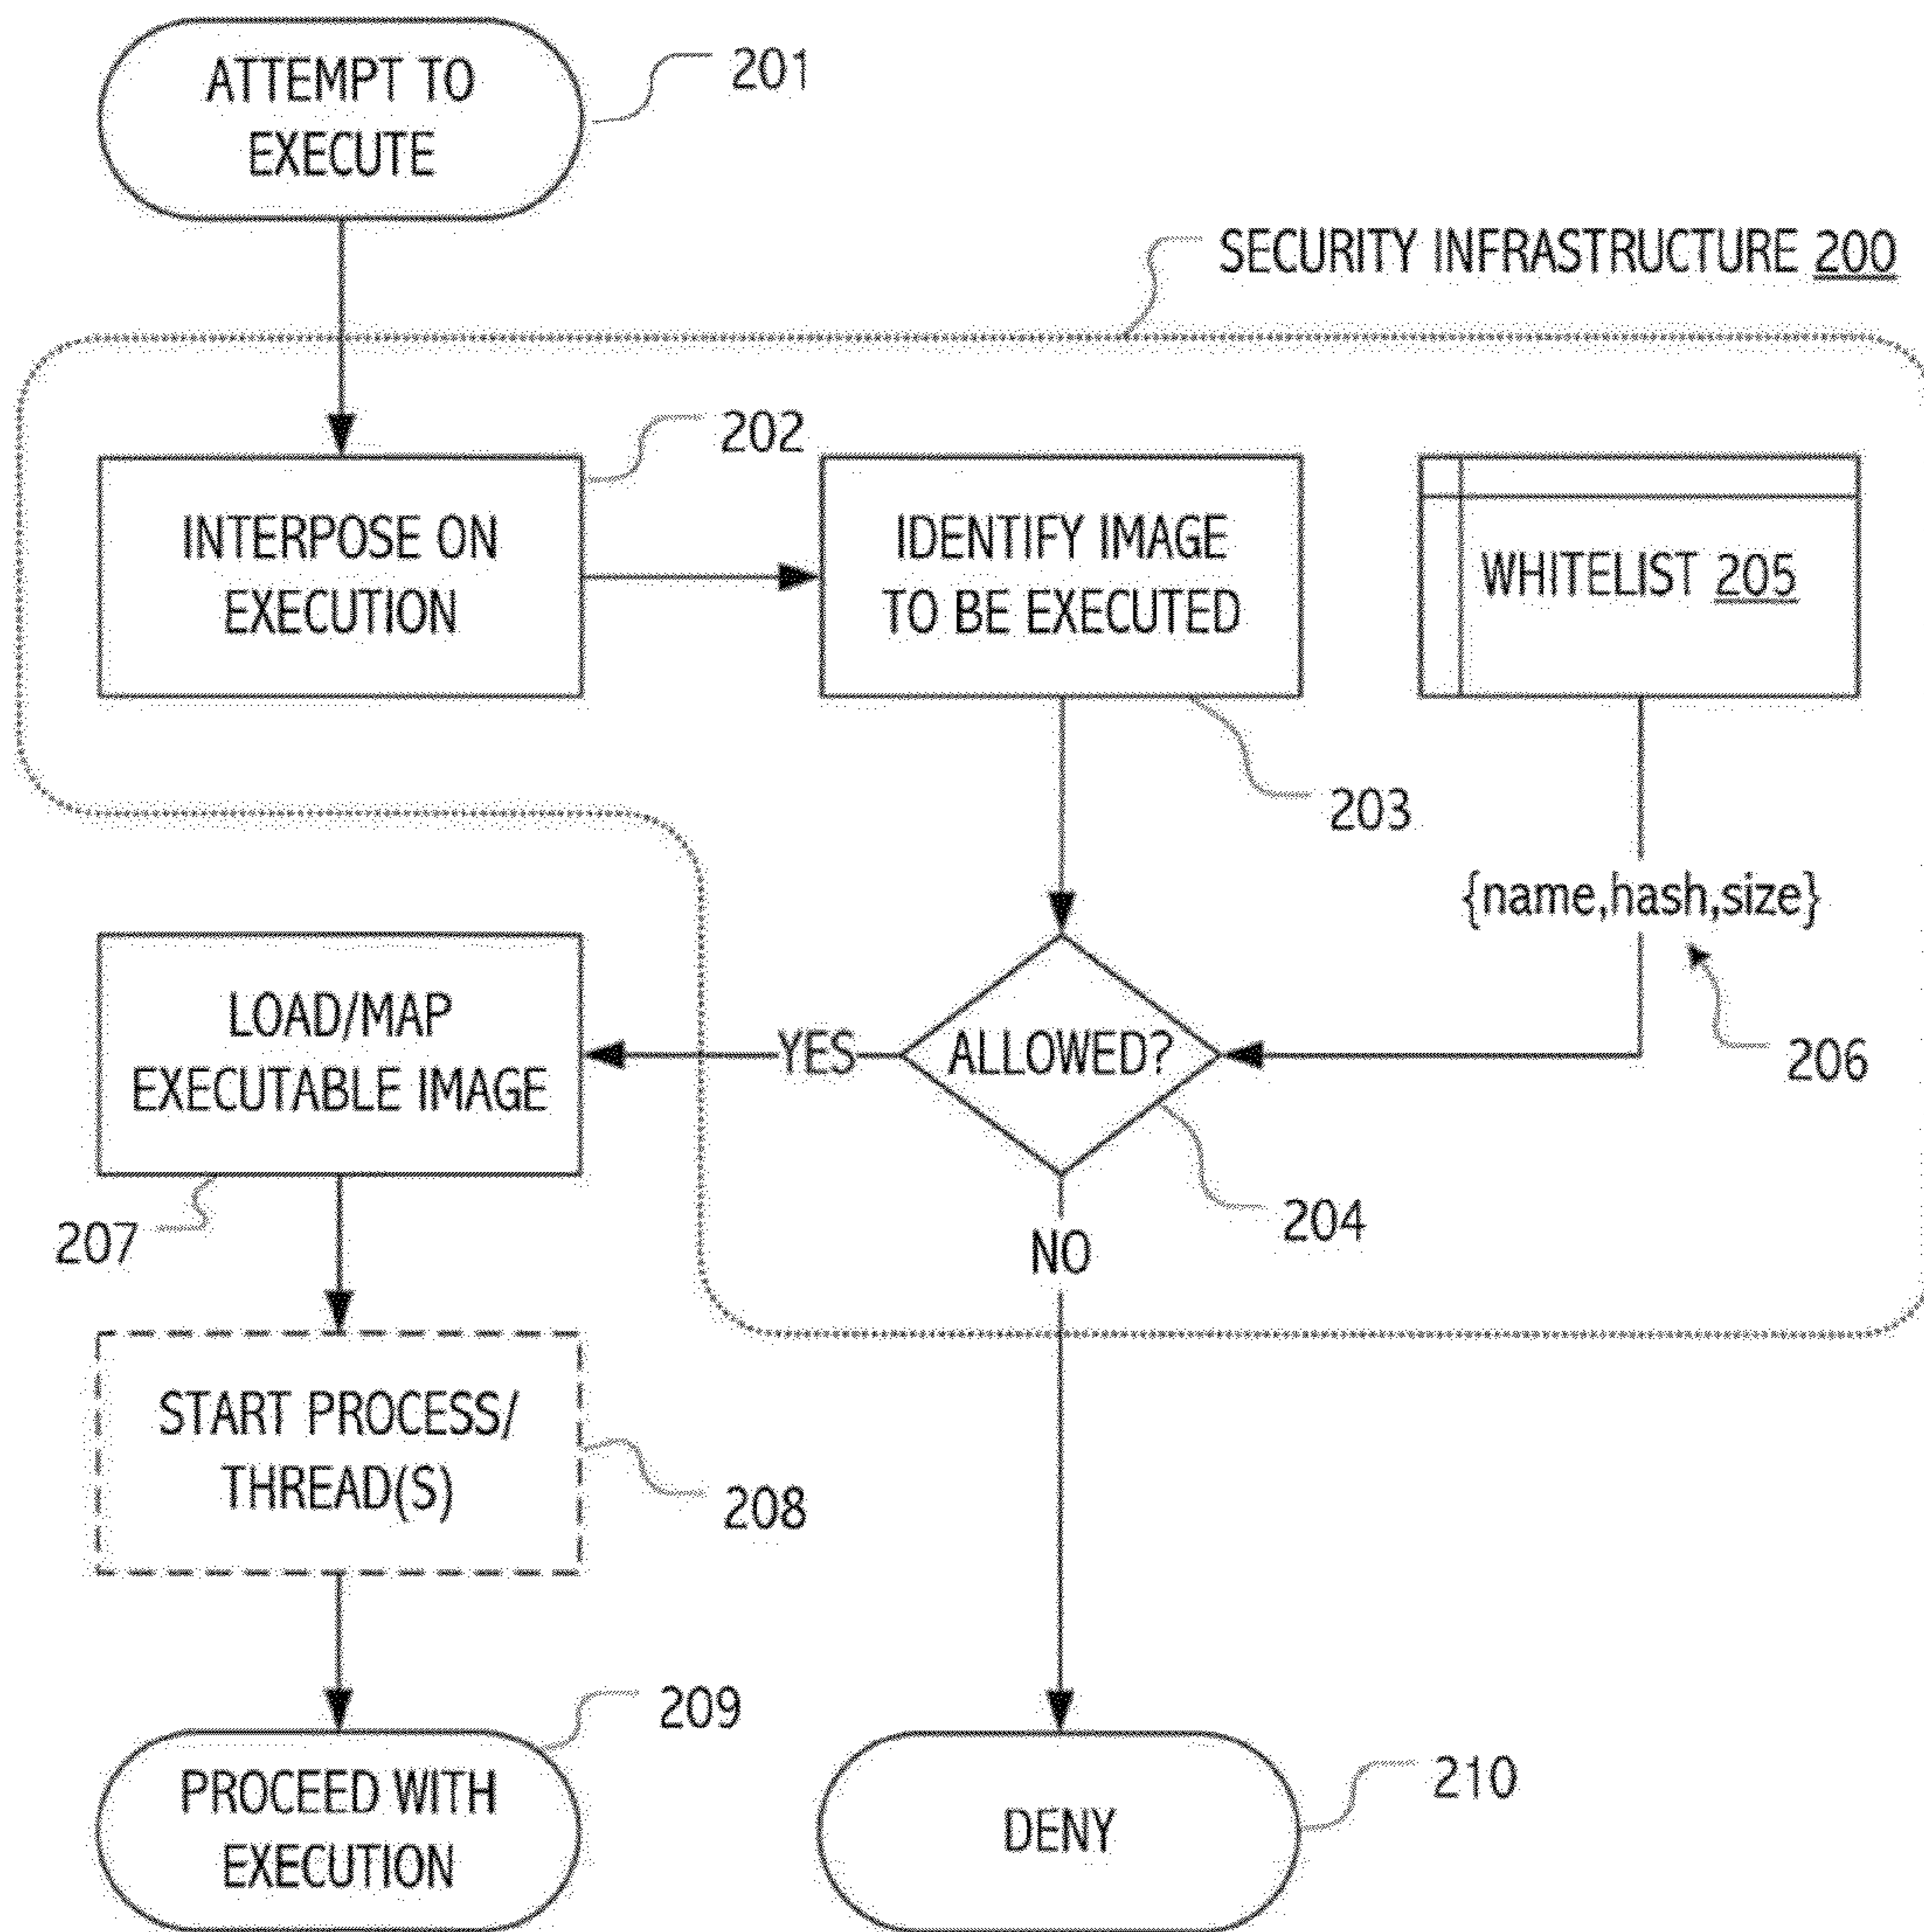 ATTEMPT TO
EXECUTE
201
SECURITY INFRASTRUCTURE 200
202
INTERPOSE ON
EXECUTION
IDENTIFY IMAGE
TO BE EXECUTED
WHITELIST 205
203
{name,hash,size}
206
LOAD/MAP
EXECUTABLE IMAGE
YES
ALLOWED?
204
207
NO
START PROCESS/
THREAD(S)
208
209
PROCEED WITH
EXECUTION
DENY
210